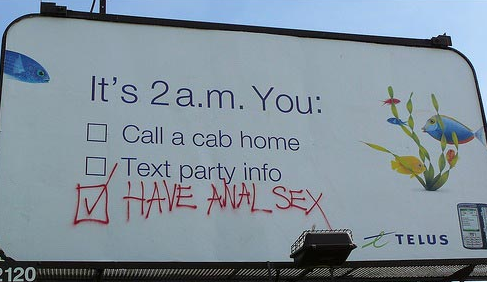 It's 2 a.m. You:
Call a cab home
Text party info
HAVE ANAL SEX
TELUS
2120